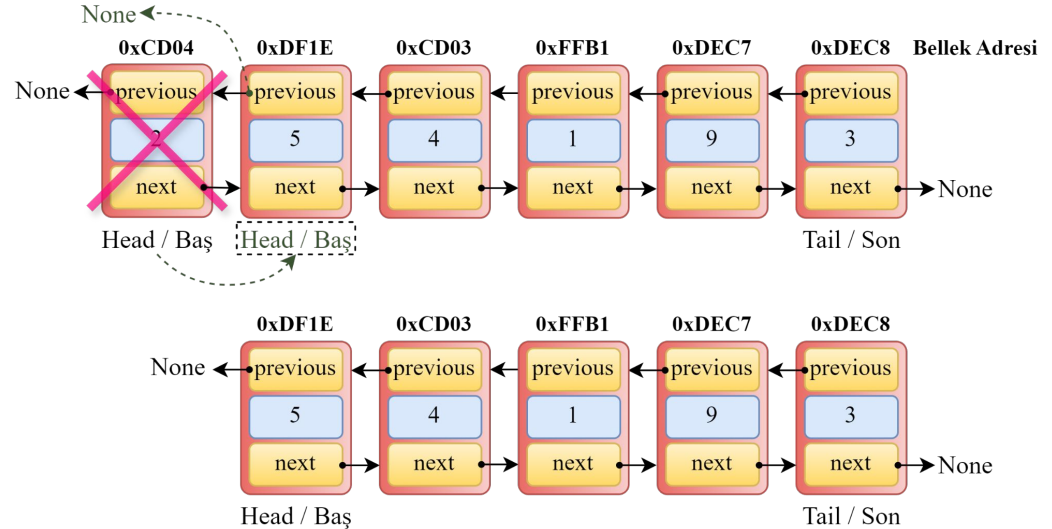 None
0xCD04 0xDF1E 0xCD03 0xFFB1 0xDEC7 0xDEC8 Bellek Adresi
None previous previous previous previous previous previous
2 5 4 1 9 3
next next next next next next None
Head / Baş Head / Baş Tail / Son
0xDF1E 0xCD03 0xFFB1 0xDEC7 0xDEC8
None previous previous previous previous previous
5 4 1 9 3
next next next next next None
Head / Baş Tail / Son